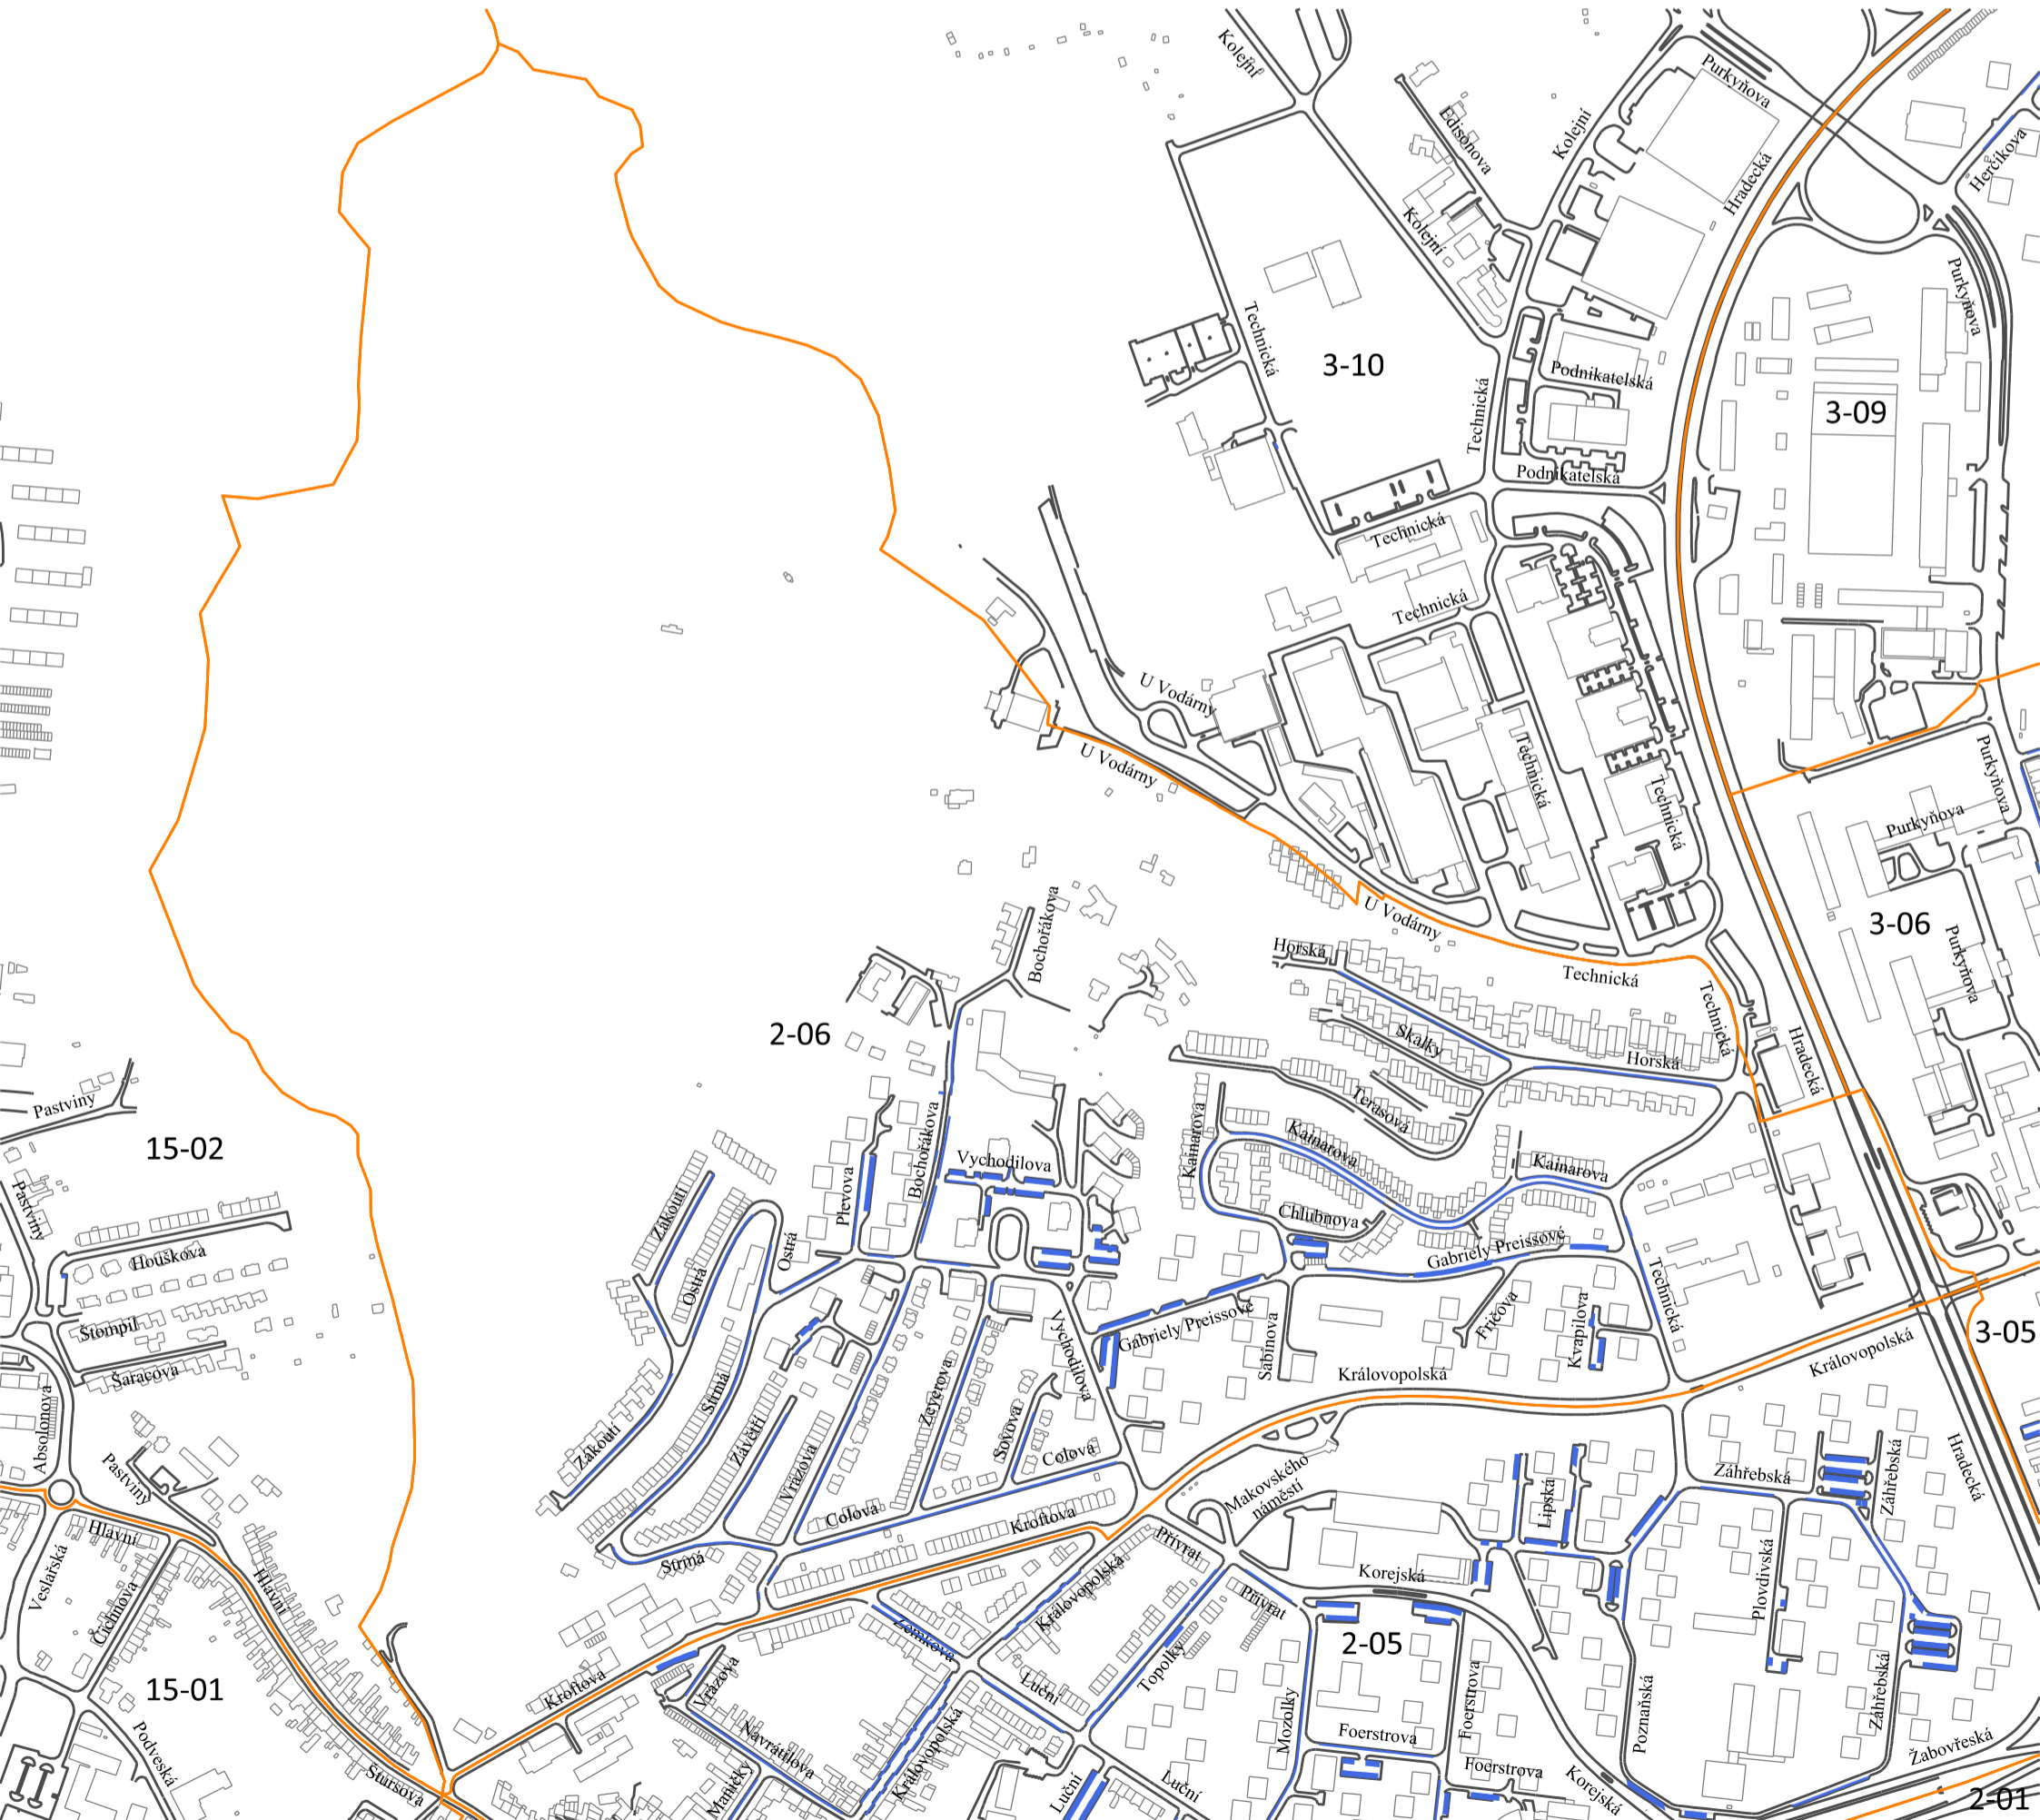 Kolejní
Purkyňova
Edisonova
Kolejní
Herčíkova
Hradecká
Kolejní
Purkyňova
Technická
3-10
Podnikatelská
Technická
3-09
Podnikatelská
Technická
Technická
U Vodárny
U Vodárny
Technická
Purkyňova
Technická
Purkyňova
Bochořákova
U Vodárny
3-06
Horská
Purkyňova
Technická
Technická
2-06
Skalky
Hradecká
Horská
Pastviny
Terasová
15-02
Kainarova
Kainarova
Bochořákova
Vychodilova
Kainarova
Pastviny
Zákoutí
Plevova
Chlubnova
Houškova
Ostrá
Gabriely Preissové
Ostrá
Technická
Štompil
Vychodilova
Gabriely Preissové
Sabinova
Fričova
Kvapilova
3-05
Šaracova
Královopolská
Královopolská
Strmá
Zeyerova
Absolonova
Zákoutí
Závětří
Sovova
Colova
Pastviny
Vrázova
Makovského
náměstí
Lipská
Záhřebská
Záhřebská
Hradecká
Colova
Kroftova
Hlavní
Přívrat
Strmá
Veslařská
Hlavní
Královopolská
Korejská
Plovdivská
Cichnova
Přívrat
Zemkova
2-05
15-01
Kroftova
Vrázova
Luční
Topolky
Mozolky
Foerstrova
Foerstrova
Poznaňská
Záhřebská
Podveská
Navrátilova
Královopolská
Žabovřeská
Štursova
Maničky
Luční
Luční
Foerstrova
Korejská
2-01